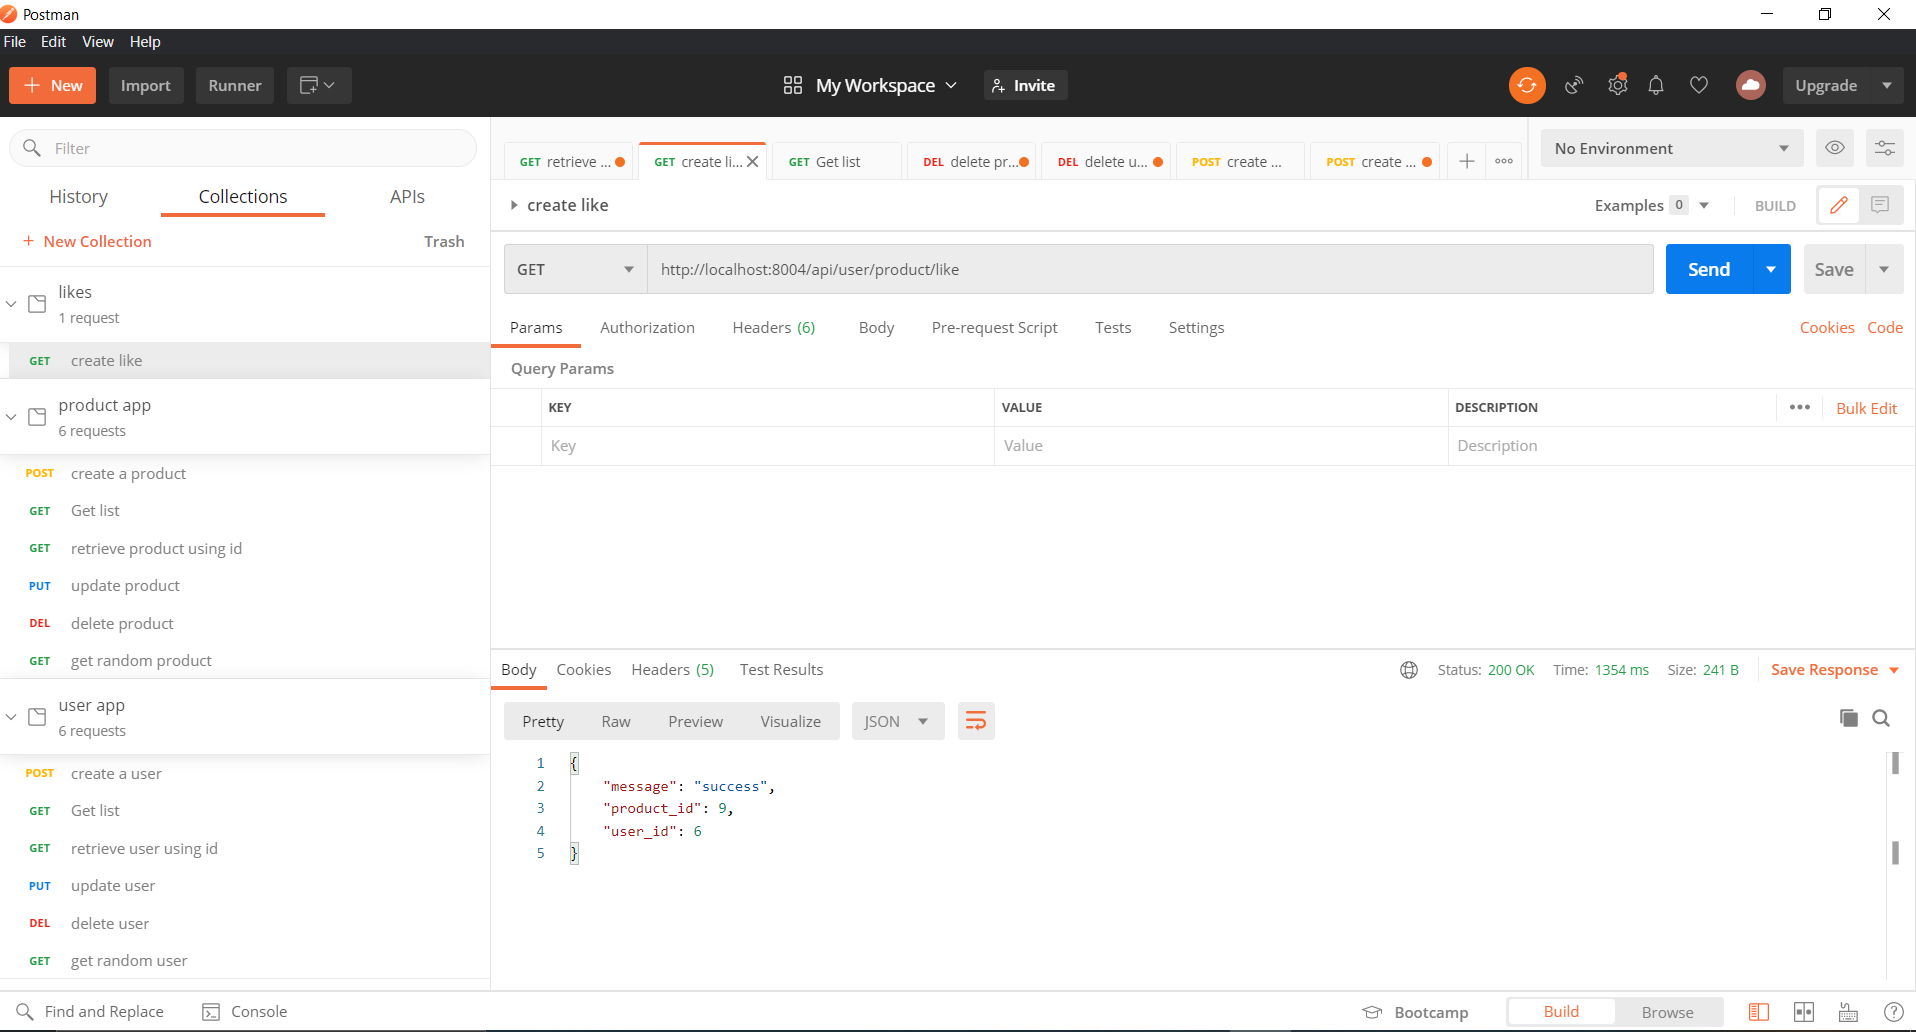 Postman
File Edit View Help
New Import Runner My Workspace Invite Upgrade
Filter
History Collections APIs
+ New Collection Trash
likes
1 request
GET create like
product app
6 requests
POST create a product
GET Get list
GET retrieve product using id
PUT update product
DEL delete product
GET get random product
user app
6 requests
POST create a user
GET Get list
GET retrieve user using id
PUT update user
DEL delete user
GET get random user
GET retrieve ... GET create li... GET Get list DEL delete pr... DEL delete u... POST create ... POST create ... No Environment
create like Examples 0 BUILD
GET http://localhost:8004/api/user/product/like Send Save
Params Authorization Headers (6) Body Pre-request Script Tests Settings Cookies Code
Query Params
KEY VALUE DESCRIPTION Bulk Edit
Key Value Description
Body Cookies Headers (5) Test Results Status: 200 OK Time: 1354 ms Size: 241 B Save Response
Pretty Raw Preview Visualize JSON
1 {
2 "message": "success",
3 "product_id": 9,
4 "user_id": 6
5 }
Find and Replace Console Bootcamp Build Browse